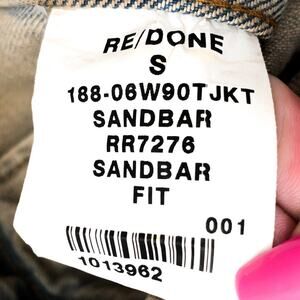 RE/DONE
S
188-06W90TJKT
SANDBAR
RR7276
SANDBAR
FIT
001
1013962